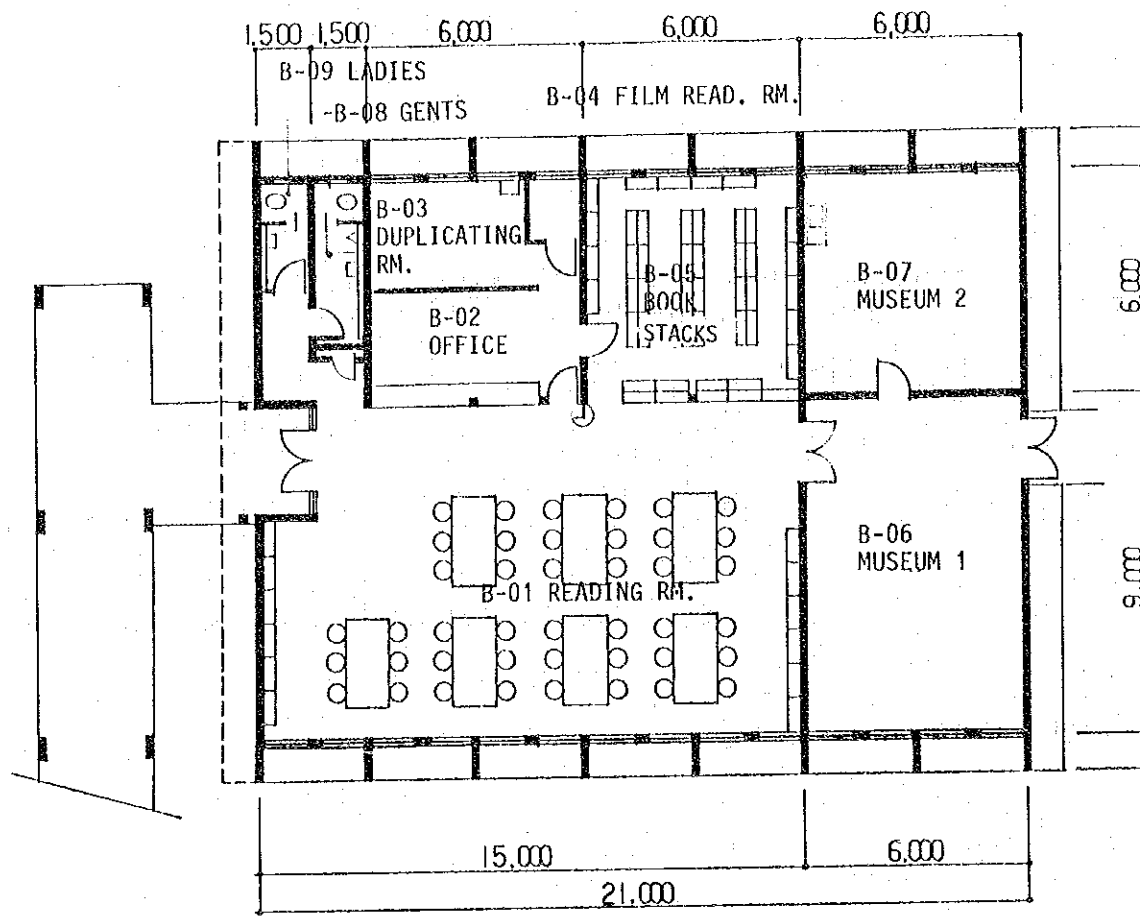 1,500 1,500 6,000 6,000 6,000
B-09 LADIES
-B-08 GENTS
B-04 FILM READ. RM.
B-03
DUPLICATING
RM.
B-02
OFFICE
B-05
BOOK
STACKS
B-07
MUSEUM 2
6,000
B-06
MUSEUM 1
B-01 READING RM.
9,000
15,000 6,000
21,000